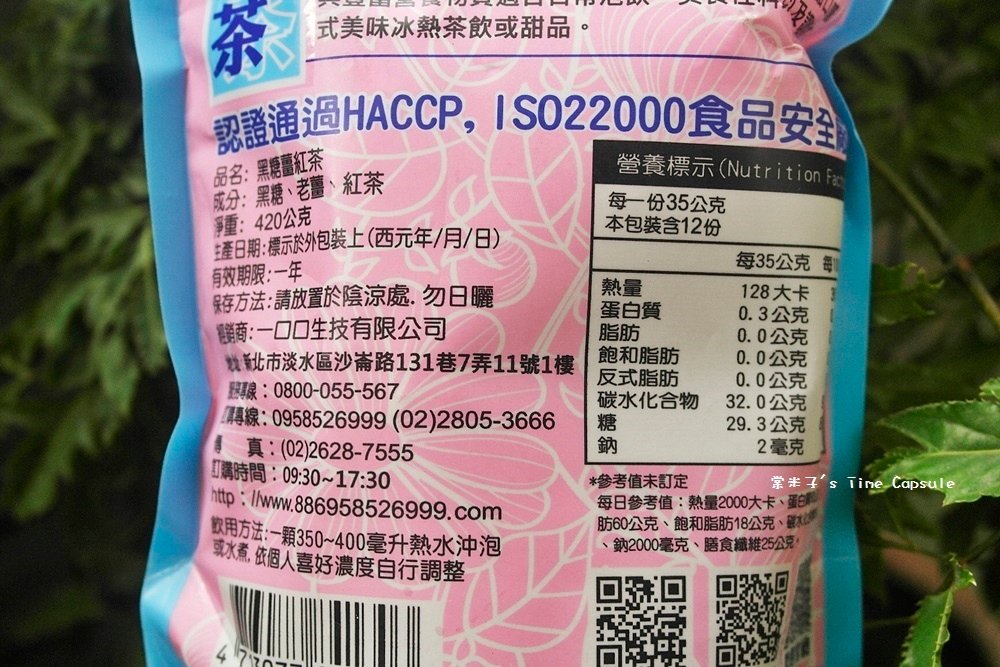 茶
式美味冰熱茶飲或甜品。
認證通過HACCP, ISO22000食品安全
品名: 黑糖薑紅茶
成分: 黑糖、老薑、紅茶
淨重: 420公克
生產日期:標示於外包裝上(西元年/月/日)
有效期限:一年
保存方法:請放置於陰涼處. 勿日曬
經銷商:一口口生技有限公司
地址:新北市淡水區沙崙路131巷7弄11號1樓
服務專線: 0800-055-567
訂購專線: 0958526999 (02)2805-3666
傳　真: (02)2628-7555
訂購時間: 09:30~17:30
http : //www.886958526999.com
飲用方法:一顆350~400毫升熱水沖泡
或水煮. 依個人喜好濃度自行調整
營養標示(Nutrition Fac
每一份35公克
本包裝含12份
每35公克 每
熱量 128大卡
蛋白質 0.3公克
脂肪 0.0公克
飽和脂肪 0.0公克
反式脂肪 0.0公克
碳水化合物 32.0公克
糖 29.3公克
鈉 2毫克
*參考值未訂定
每日參考值：熱量2000大卡、蛋白
肪60公克、飽和脂肪18公克、碳水
、鈉2000毫克、膳食纖維25公克。
's Time Capsule